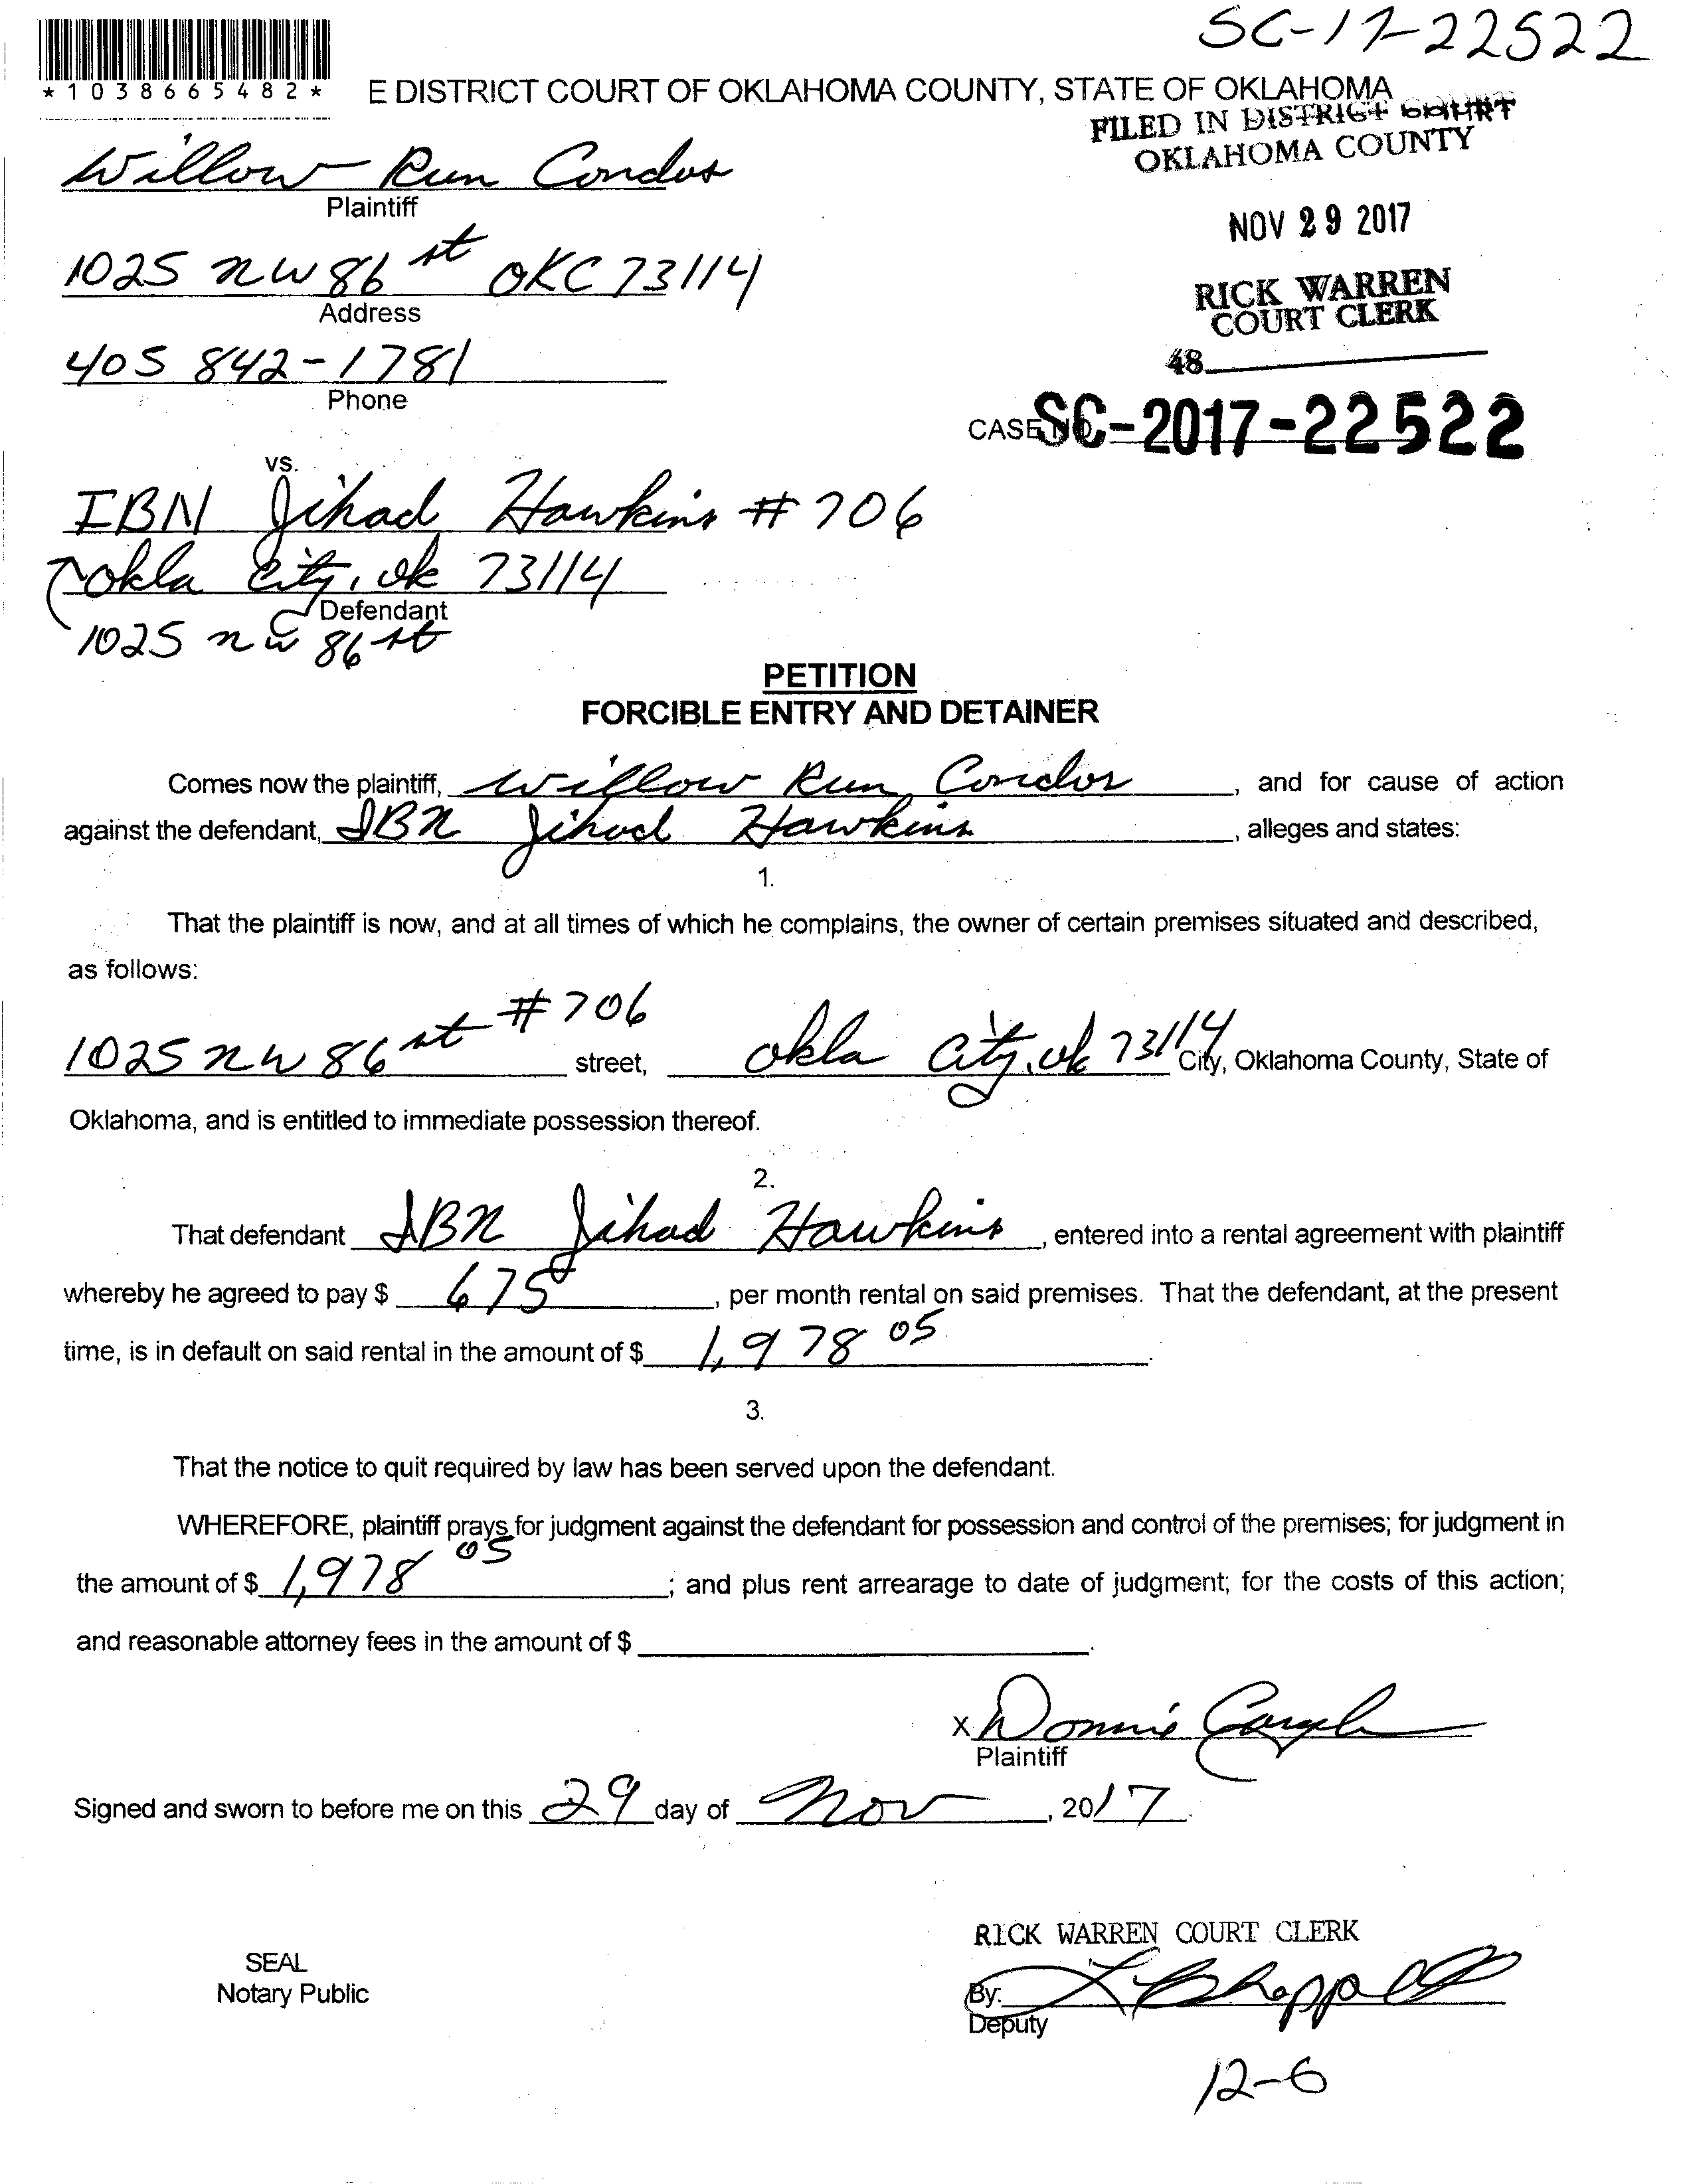 SC-17-22522
*1038665482*
E DISTRICT COURT OF OKLAHOMA COUNTY, STATE OF OKLAHOMA
FILED IN DISTRICT COURT
OKLAHOMA COUNTY
Willow Run Condos
Plaintiff
NOV 29 2017
1025 NW 86 st OKC 73114
Address
RICK WARREN
COURT CLERK
405 842-1781
Phone
48
CASE NO. SC-2017-22522
vs.
IBN Jihad Hawkins #706
Okla City, Ok 73114
Defendant
1025 nw 86 st
PETITION
FORCIBLE ENTRY AND DETAINER
Comes now the plaintiff, Willow Run Condos, and for cause of action
against the defendant, IBN Jihad Hawkins, alleges and states:
1.
That the plaintiff is now, and at all times of which he complains, the owner of certain premises situated and described,
as follows:
1025 NW 86 st #706 street, Okla City, ok 73114 City, Oklahoma County, State of
Oklahoma, and is entitled to immediate possession thereof.
2.
That defendant IBN Jihad Hawkins, entered into a rental agreement with plaintiff
whereby he agreed to pay $ 675, per month rental on said premises. That the defendant, at the present
time, is in default on said rental in the amount of $ 1,978 05.
3.
That the notice to quit required by law has been served upon the defendant.
WHEREFORE, plaintiff prays for judgment against the defendant for possession and control of the premises; for judgment in
the amount of $ 1,978 05; and plus rent arrearage to date of judgment; for the costs of this action;
and reasonable attorney fees in the amount of $ .
X Donnie
Plaintiff
Signed and sworn to before me on this 29 day of Nov, 2017.
RICK WARREN COURT CLERK
SEAL
Notary Public
By:
Deputy
12-6